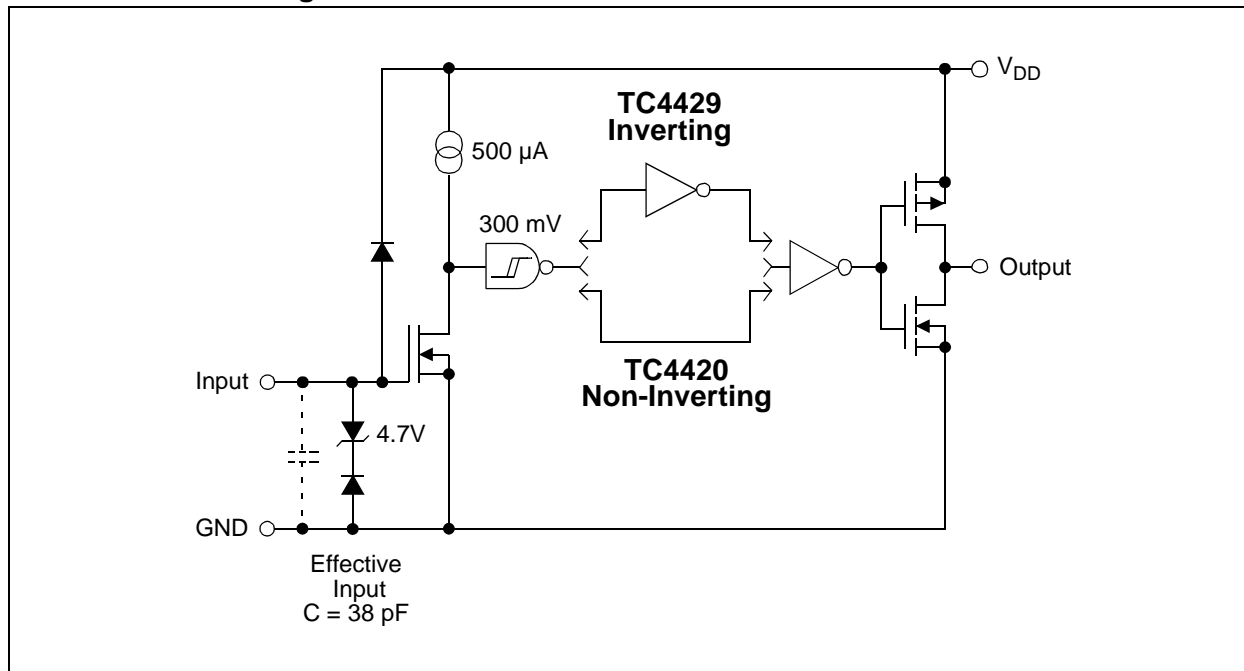 V_DD
TC4429
Inverting
500 µA
300 mV
Output
TC4420
Non-Inverting
Input
4.7V
GND
Effective
Input
C = 38 pF